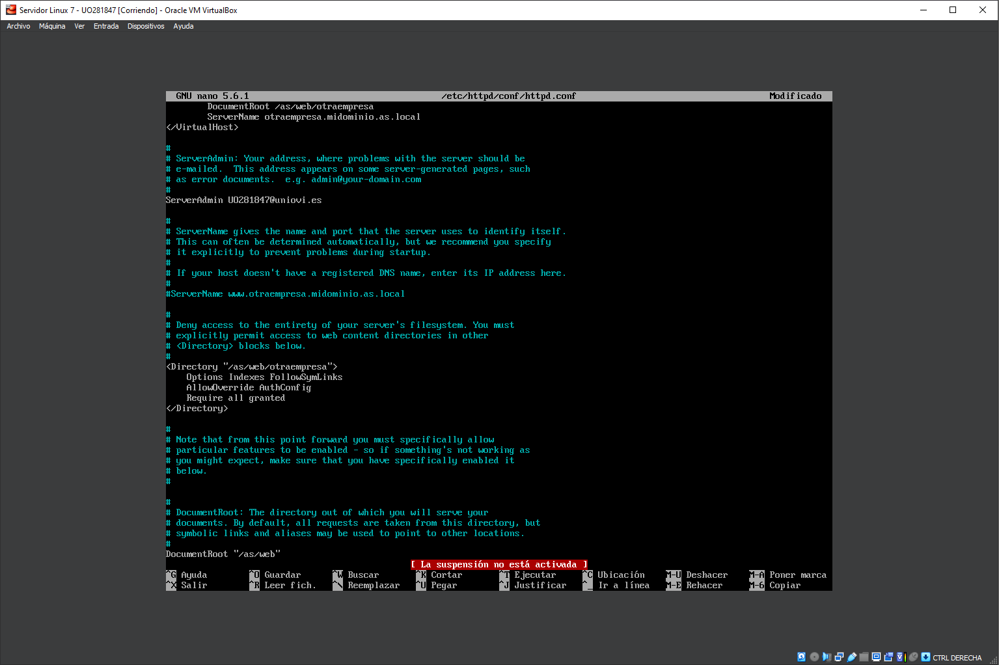 Servidor Linux 7 - UO281847 [Corriendo] - Oracle VM VirtualBox
Archivo Máquina Ver Entrada Dispositivos Ayuda
GNU nano 5.6.1 /etc/httpd/conf/httpd.conf Modificado
DocumentRoot /as/web/otraempresa
ServerName otraempresa.midominio.as.local
</VirtualHost>
#
# ServerAdmin: Your address, where problems with the server should be
# e-mailed.  This address appears on some server-generated pages, such
# as error documents.  e.g. admin@your-domain.com
#
ServerAdmin UO281847@uniovi.es
#
# ServerName gives the name and port that the server uses to identify itself.
# This can often be determined automatically, but we recommend you specify
# it explicitly to prevent problems during startup.
#
# If your host doesn't have a registered DNS name, enter its IP address here.
#
#ServerName www.otraempresa.midominio.as.local
#
# Deny access to the entirety of your server's filesystem. You must
# explicitly permit access to web content directories in other
# <Directory> blocks below.
#
<Directory "/as/web/otraempresa">
Options Indexes FollowSymLinks
AllowOverride AuthConfig
Require all granted
</Directory>
#
# Note that from this point forward you must specifically allow
# particular features to be enabled - so if something's not working as
# you might expect, make sure that you have specifically enabled it
# below.
#
#
# DocumentRoot: The directory out of which you will serve your
# documents. By default, all requests are taken from this directory, but
# symbolic links and aliases may be used to point to other locations.
#
DocumentRoot "/as/web"
[ La suspensión no está activada ]
^G Ayuda ^O Guardar ^W Buscar ^K Cortar ^T Ejecutar ^C Ubicación M-U Deshacer M-A Poner marca
^X Salir ^R Leer fich. ^\ Reemplazar ^U Pegar ^J Justificar ^_ Ir a línea M-E Rehacer M-6 Copiar
CTRL DERECHA